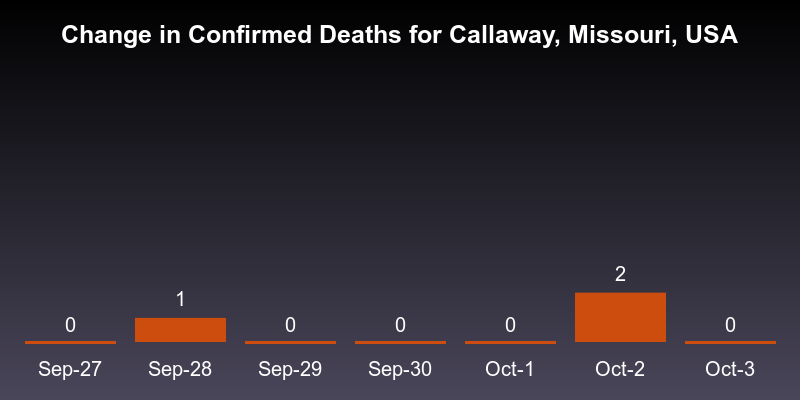 Change in Confirmed Deaths for Callaway, Missouri, USA
0 1 0 0 0 2 0
Sep-27 Sep-28 Sep-29 Sep-30 Oct-1 Oct-2 Oct-3